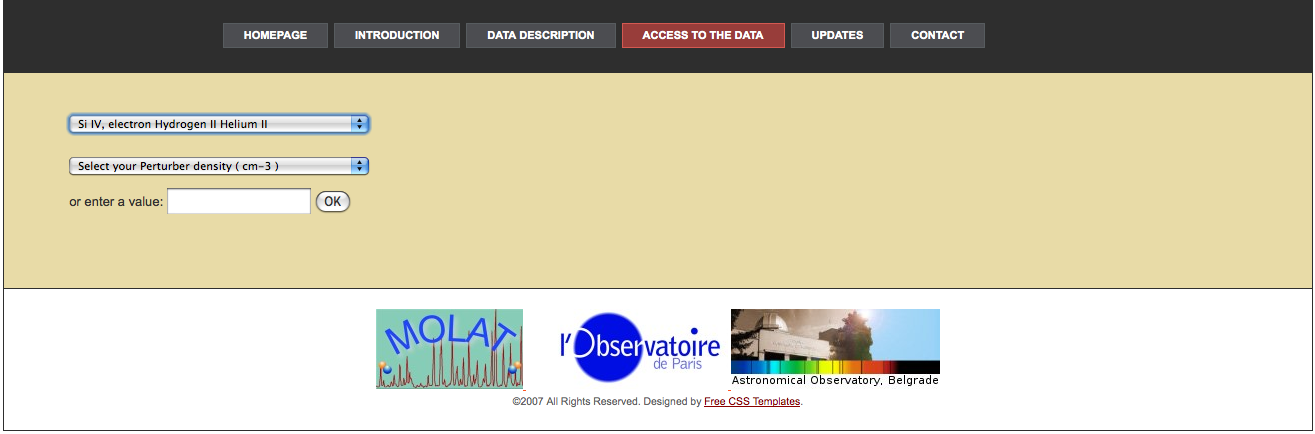 HOMEPAGE INTRODUCTION DATA DESCRIPTION ACCESS TO THE DATA UPDATES CONTACT
Si IV, electron Hydrogen II Helium II
Select your Perturber density ( cm-3 )
or enter a value: OK
MOLAT
l'Observatoire
de Paris
Astronomical Observatory, Belgrade
©2007 All Rights Reserved. Designed by Free CSS Templates.